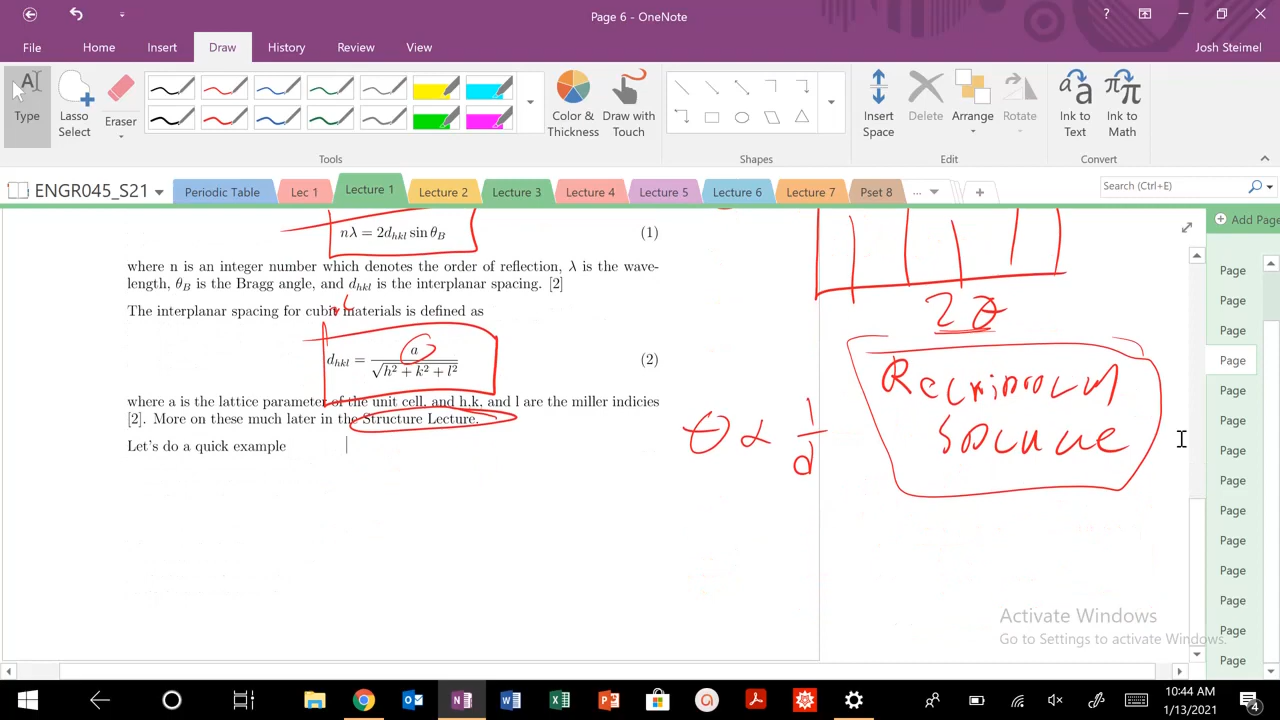 Page 6 - OneNote
?
File
Home
Insert
Draw
History
Review
View
Josh Steimel
Type
Lasso Select
Eraser
Color & Thickness
Draw with Touch
Insert Space
Delete
Arrange
Rotate
Ink to Text
Ink to Math
Tools
Shapes
Edit
Convert
ENGR045_S21
Periodic Table
Lec 1
Lecture 1
Lecture 2
Lecture 3
Lecture 4
Lecture 5
Lecture 6
Lecture 7
Pset 8
...
Search (Ctrl+E)
Add Page
nλ = 2d_hkl sin θ_B (1)
where n is an integer number which denotes the order of reflection, λ is the wave-
length, θ_B is the Bragg angle, and d_hkl is the interplanar spacing. [2]
The interplanar spacing for cubic materials is defined as
d_hkl = a / √(h² + k² + l²) (2)
where a is the lattice parameter of the unit cell, and h,k, and l are the miller indicies
[2]. More on these much later in the Structure Lecture.
Let's do a quick example
2θ
θ ∝ 1/d
Reciprocal
Space
Page
Page
Page
Page
Page
Page
Page
Page
Page
Page
Page
Page
Page
Page
Activate Windows
Go to Settings to activate Windows.
10:44 AM
1/13/2021
4